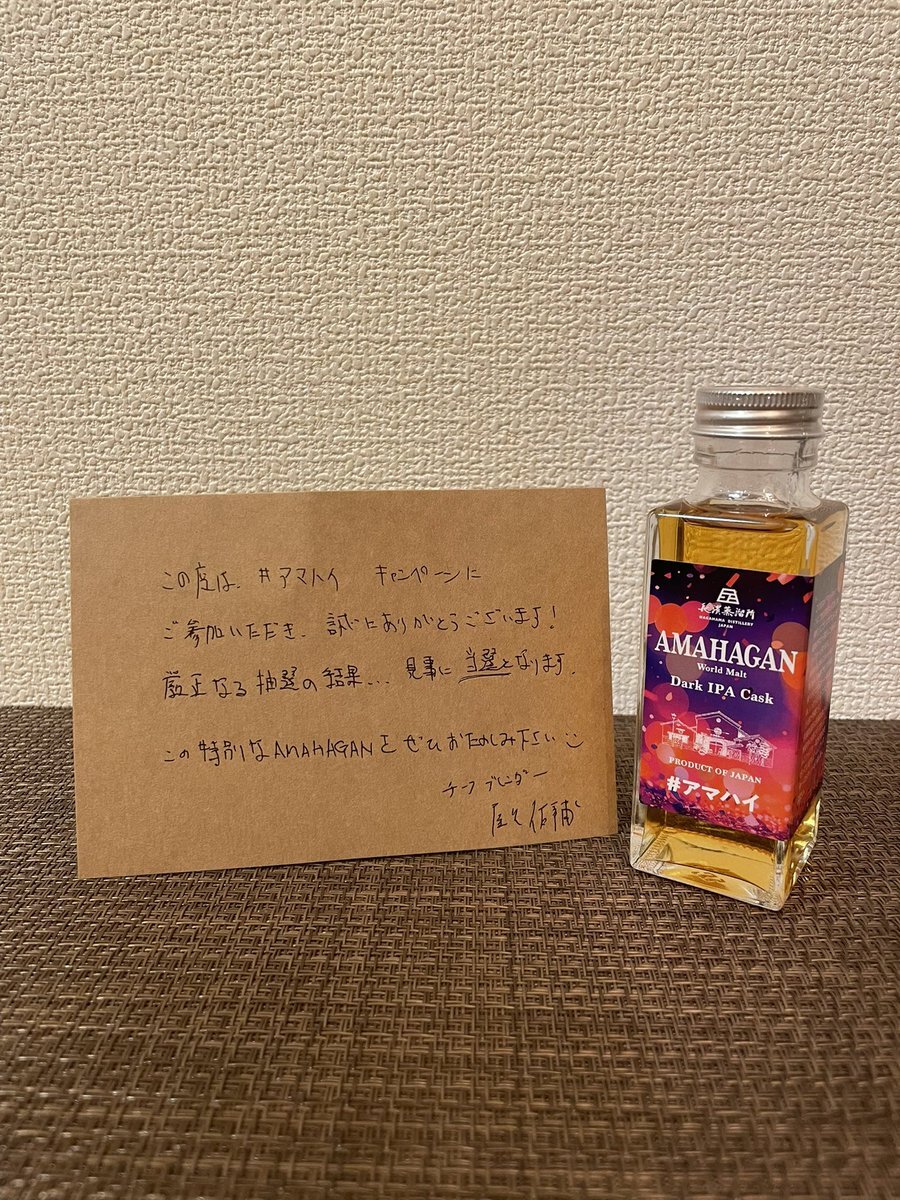 この度は、#アマハイ キャンペーンに
ご参加いただき、誠にありがとうございます!
厳正なる抽選の結果... 見事に当選となります。
この特別なAMAHAGANをぜひお楽しみ下さい
チーフブレンダー
屋久佑輔
長濱蒸溜所
NAGAHAMA DISTILLERY
JAPAN
AMAHAGAN
World Malt
Dark IPA Cask
PRODUCT OF JAPAN
#アマハイ